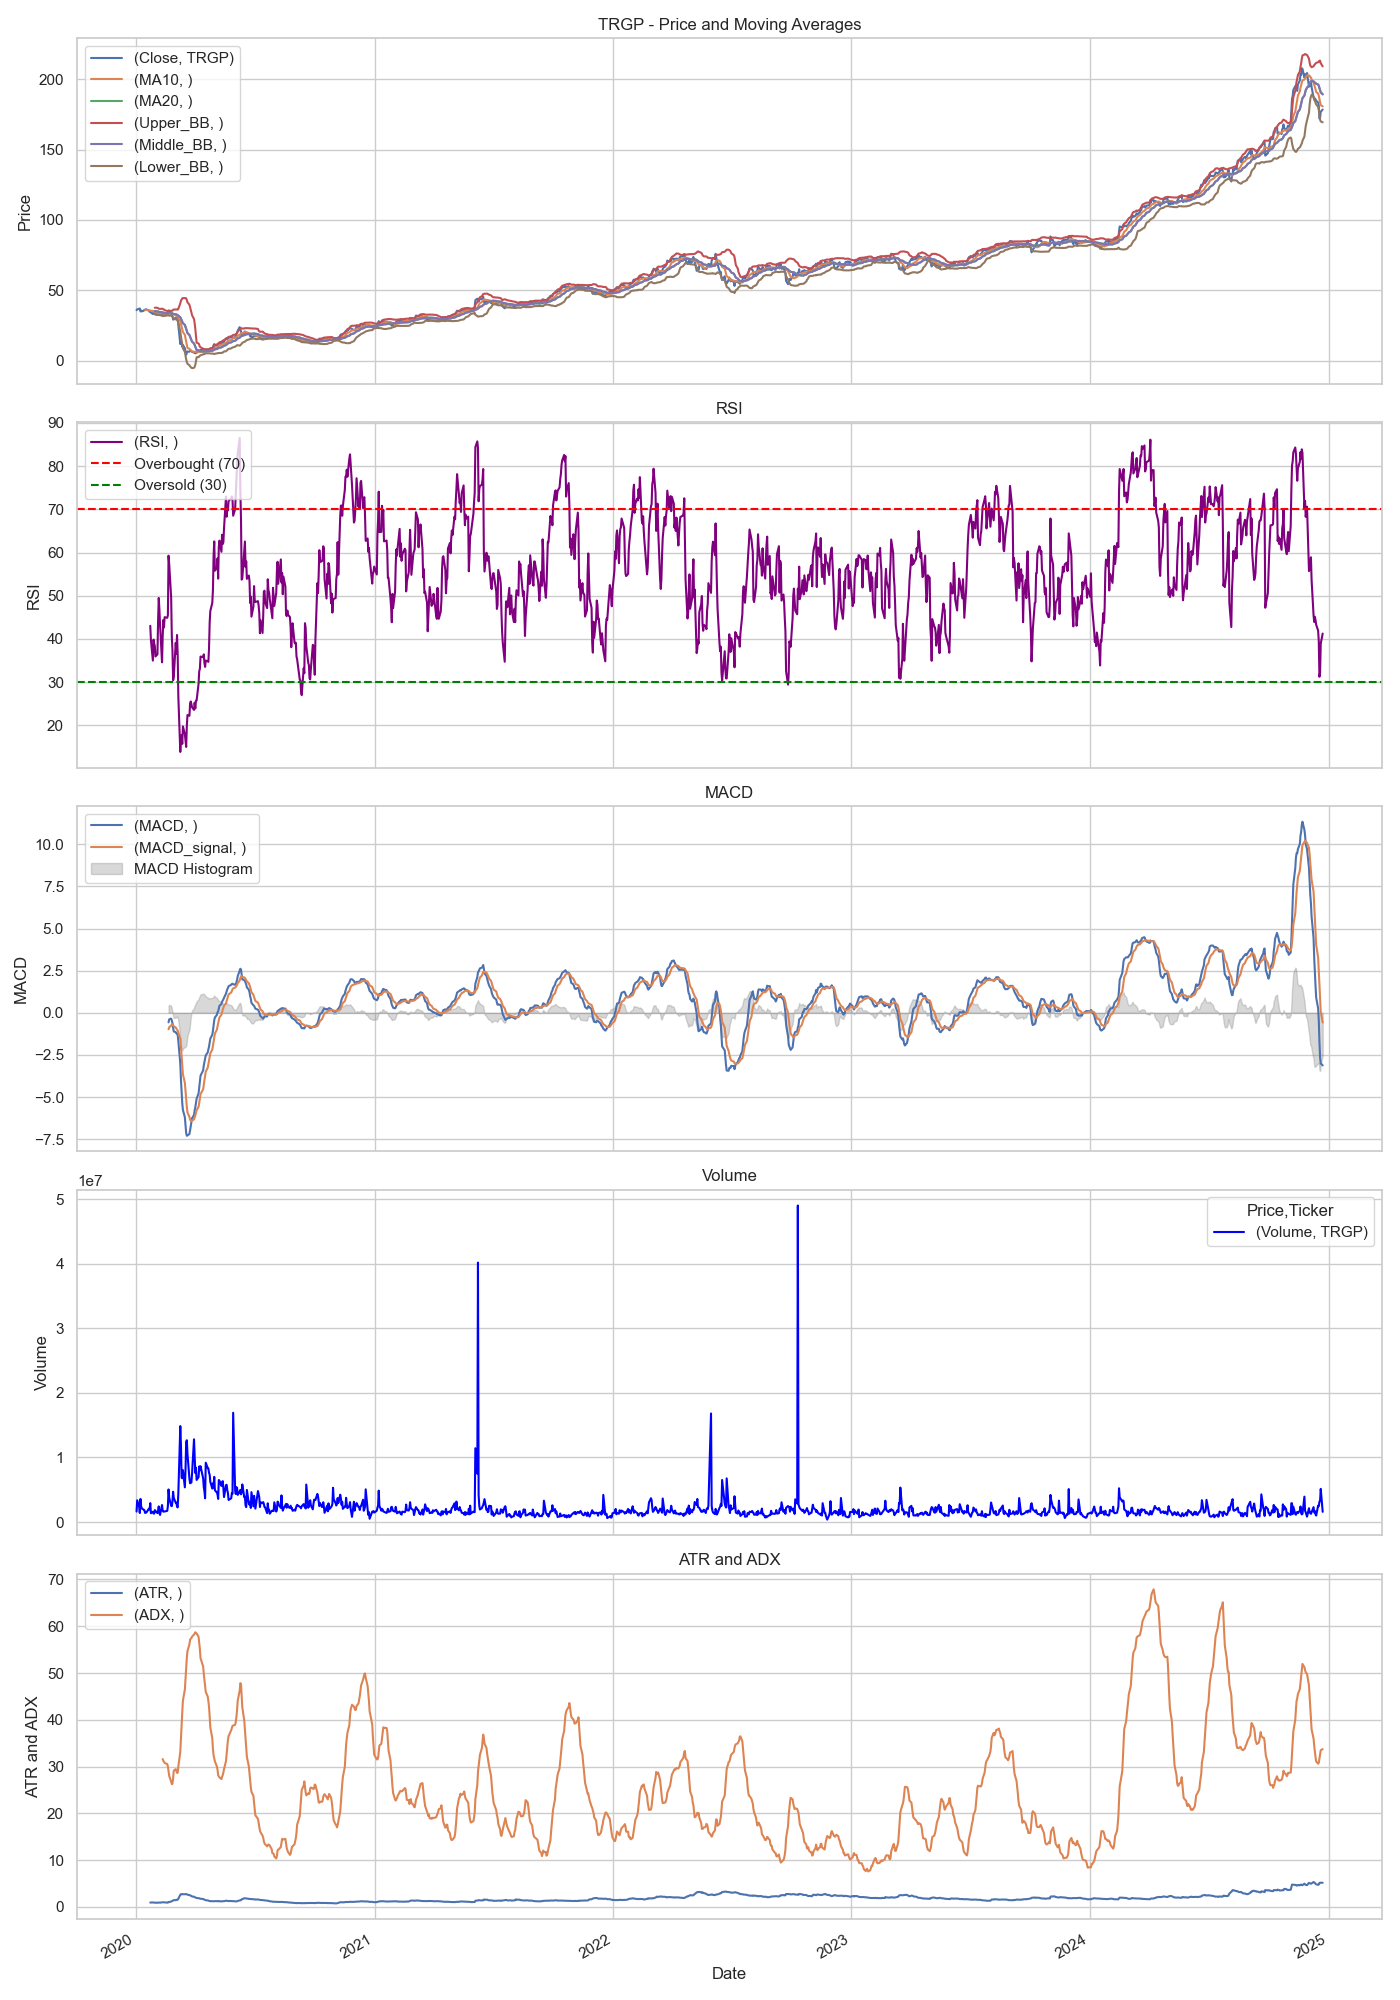 TRGP - Price and Moving Averages
(Close, TRGP)
(MA10, )
(MA20, )
(Upper_BB, )
(Middle_BB, )
(Lower_BB, )
Price
200
150
100
50
0
RSI
(RSI, )
Overbought (70)
Oversold (30)
RSI
90
80
70
60
50
40
30
20
MACD
(MACD, )
(MACD_signal, )
MACD Histogram
MACD
10.0
7.5
5.0
2.5
0.0
−2.5
−5.0
−7.5
Volume
1e7
Price,Ticker
(Volume, TRGP)
Volume
5
4
3
2
1
0
ATR and ADX
(ATR, )
(ADX, )
ATR and ADX
70
60
50
40
30
20
10
0
2020
2021
2022
2023
2024
2025
Date